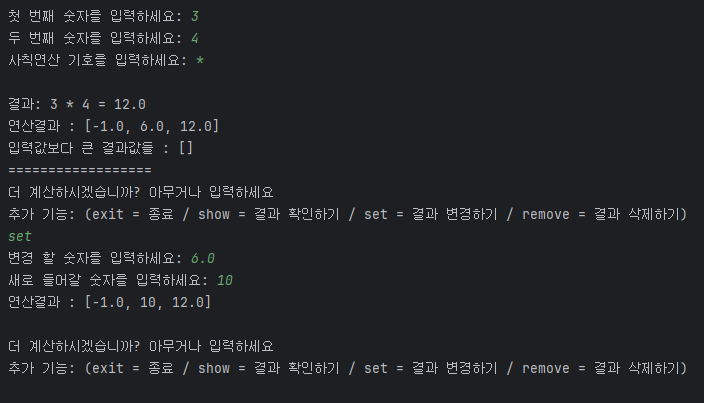 첫 번째 숫자를 입력하세요: 3
두 번째 숫자를 입력하세요: 4
사칙연산 기호를 입력하세요: *
결과: 3 * 4 = 12.0
연산결과 : [-1.0, 6.0, 12.0]
입력값보다 큰 결과값들 : []
==================
더 계산하시겠습니까? 아무거나 입력하세요
추가 기능: (exit = 종료 / show = 결과 확인하기 / set = 결과 변경하기 / remove = 결과 삭제하기)
set
변경 할 숫자를 입력하세요: 6.0
새로 들어갈 숫자를 입력하세요: 10
연산결과 : [-1.0, 10, 12.0]
더 계산하시겠습니까? 아무거나 입력하세요
추가 기능: (exit = 종료 / show = 결과 확인하기 / set = 결과 변경하기 / remove = 결과 삭제하기)